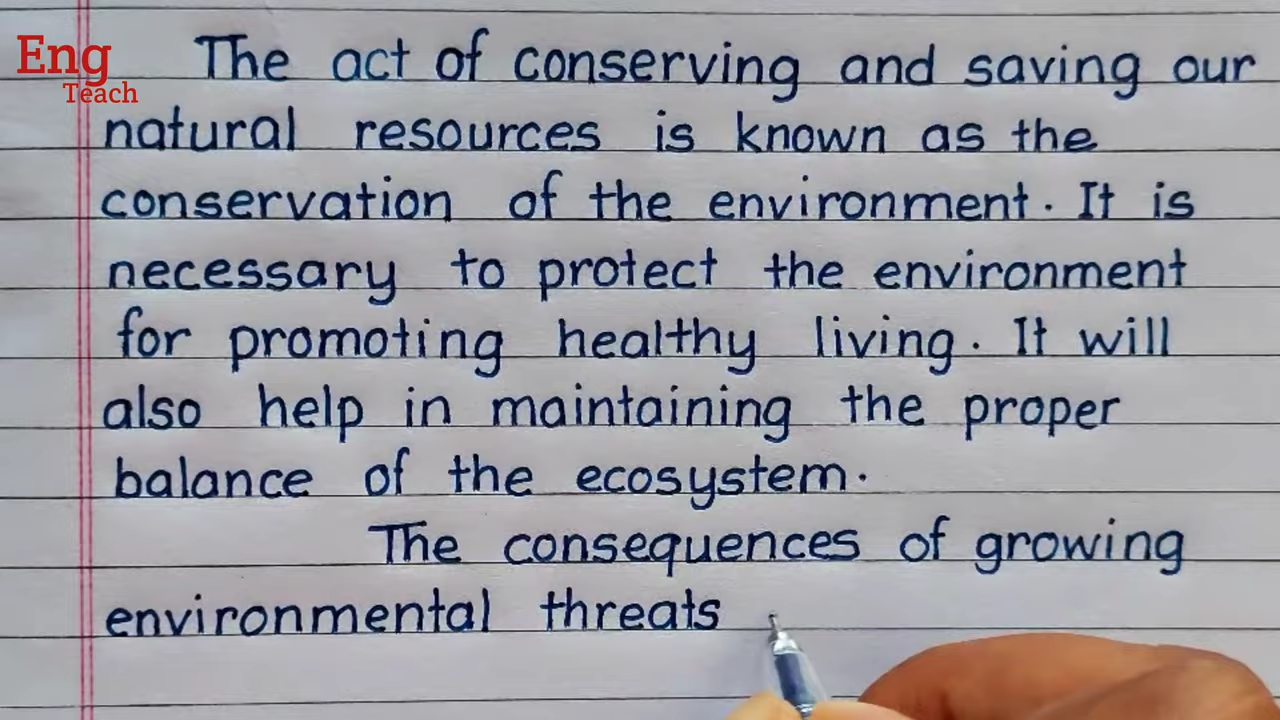 Eng
Teach
The act of conserving and saving our
natural resources is known as the
conservation of the environment. It is
necessary to protect the environment
for promoting healthy living. It will
also help in maintaining the proper
balance of the ecosystem.
The consequences of growing
environmental threats